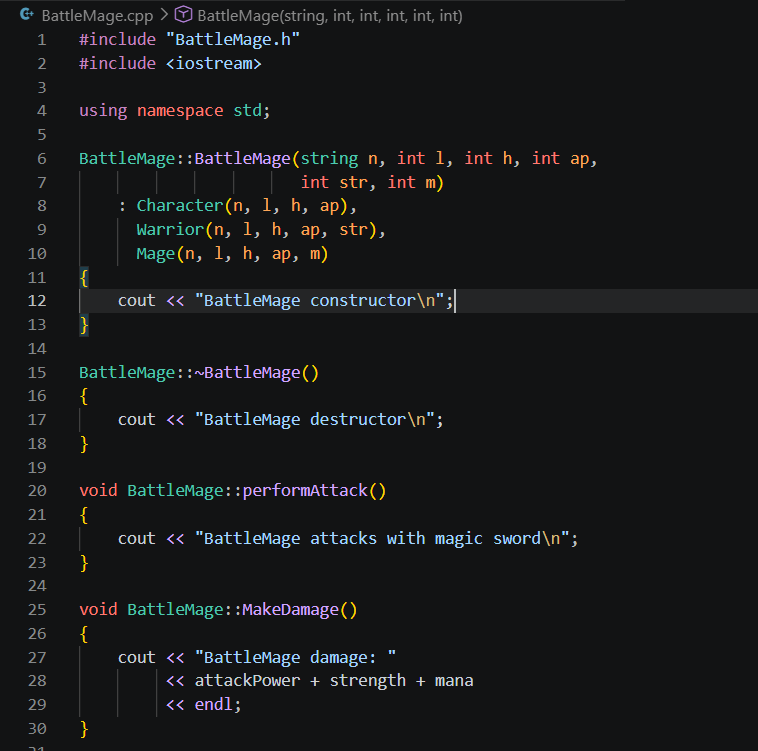 BattleMage.cpp > BattleMage(string, int, int, int, int, int)
1 #include "BattleMage.h"
2 #include <iostream>
3
4 using namespace std;
5
6 BattleMage::BattleMage(string n, int l, int h, int ap,
7                        int str, int m)
8     : Character(n, l, h, ap),
9       Warrior(n, l, h, ap, str),
10       Mage(n, l, h, ap, m)
11 {
12     cout << "BattleMage constructor\n";
13 }
14
15 BattleMage::~BattleMage()
16 {
17     cout << "BattleMage destructor\n";
18 }
19
20 void BattleMage::performAttack()
21 {
22     cout << "BattleMage attacks with magic sword\n";
23 }
24
25 void BattleMage::MakeDamage()
26 {
27     cout << "BattleMage damage: "
28          << attackPower + strength + mana
29          << endl;
30 }
31